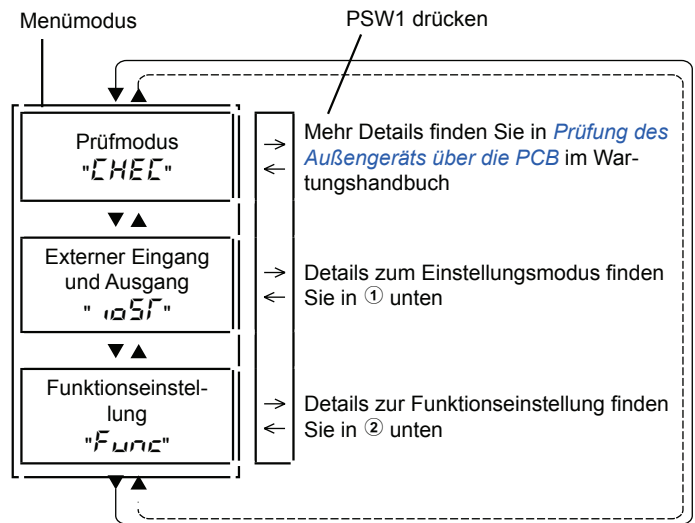 Menümodus
PSW1 drücken
Prüfmodus
"CHEC"
Mehr Details finden Sie in Prüfung des
Außengeräts über die PCB im War-
tungshandbuch
▼ ▲
Externer Eingang
und Ausgang
" ioST"
Details zum Einstellungsmodus finden
Sie in ① unten
▼ ▲
Funktionseinstel-
lung
"Func"
Details zur Funktionseinstellung finden
Sie in ② unten